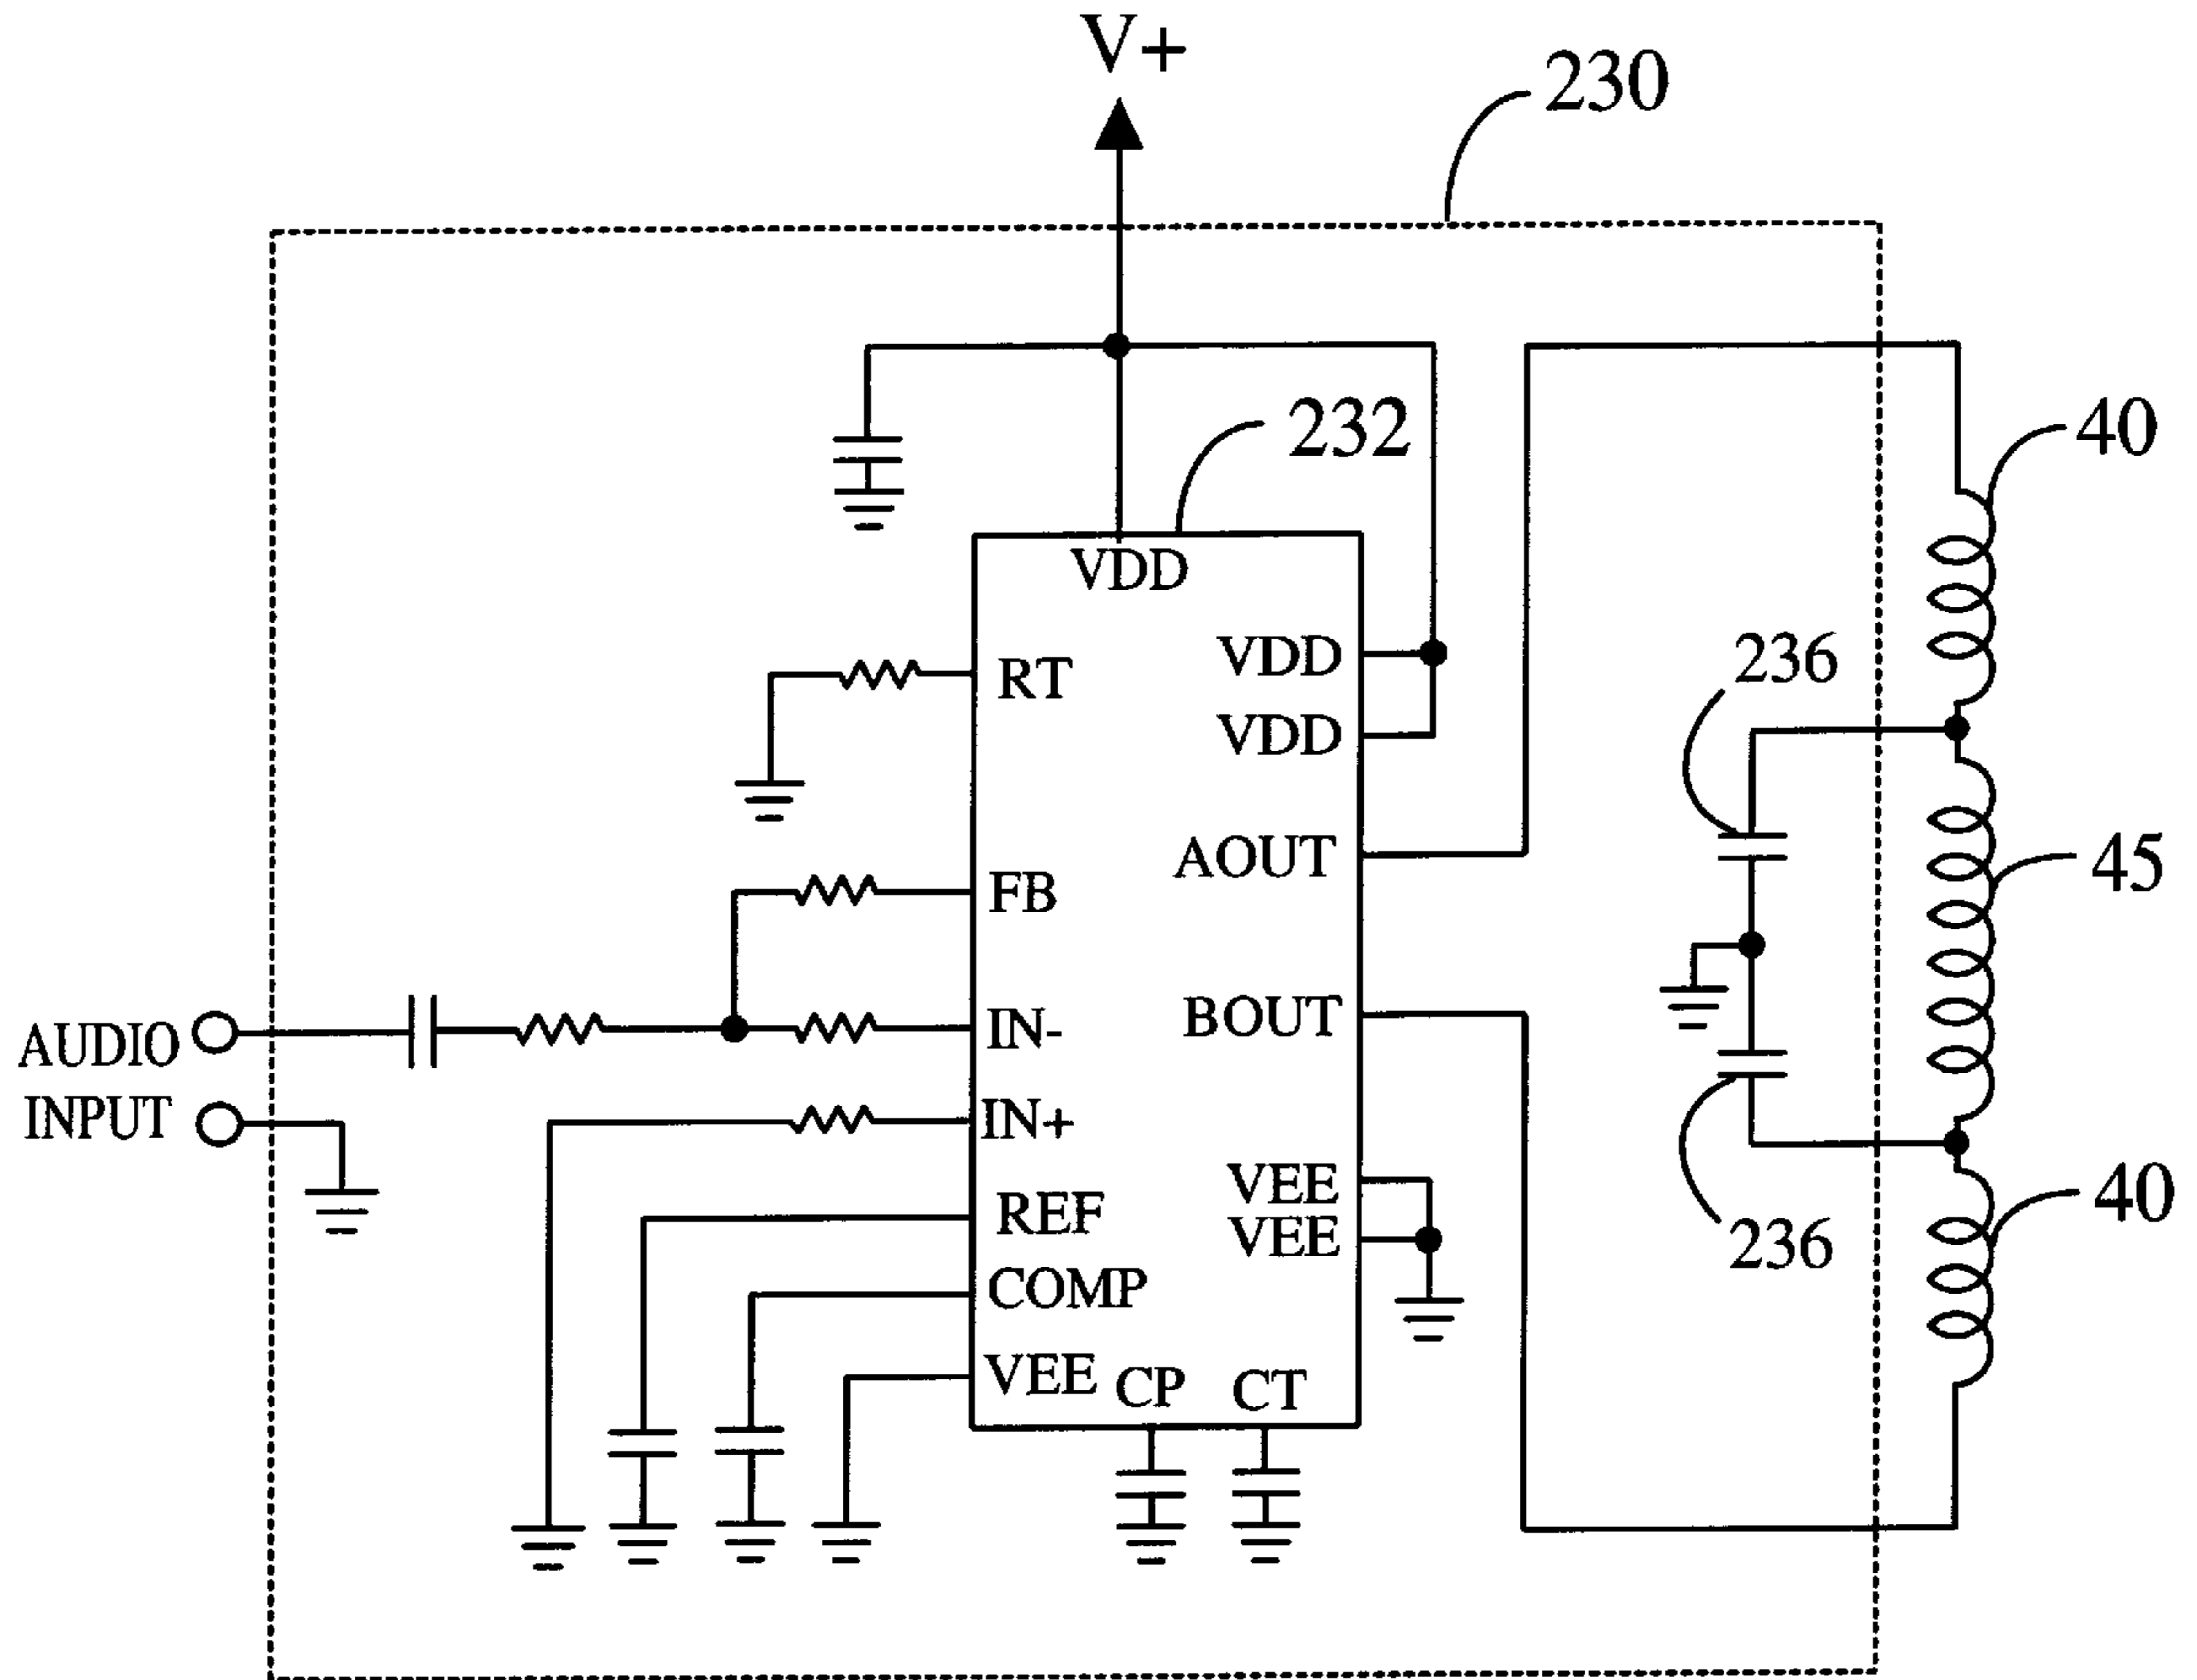 V+
230
232
40
VDD
RT
VDD
236
VDD
AOUT
45
FB
IN-
BOUT
AUDIO
INPUT
IN+
VEE
40
REF
VEE
236
COMP
VEE
CP
CT